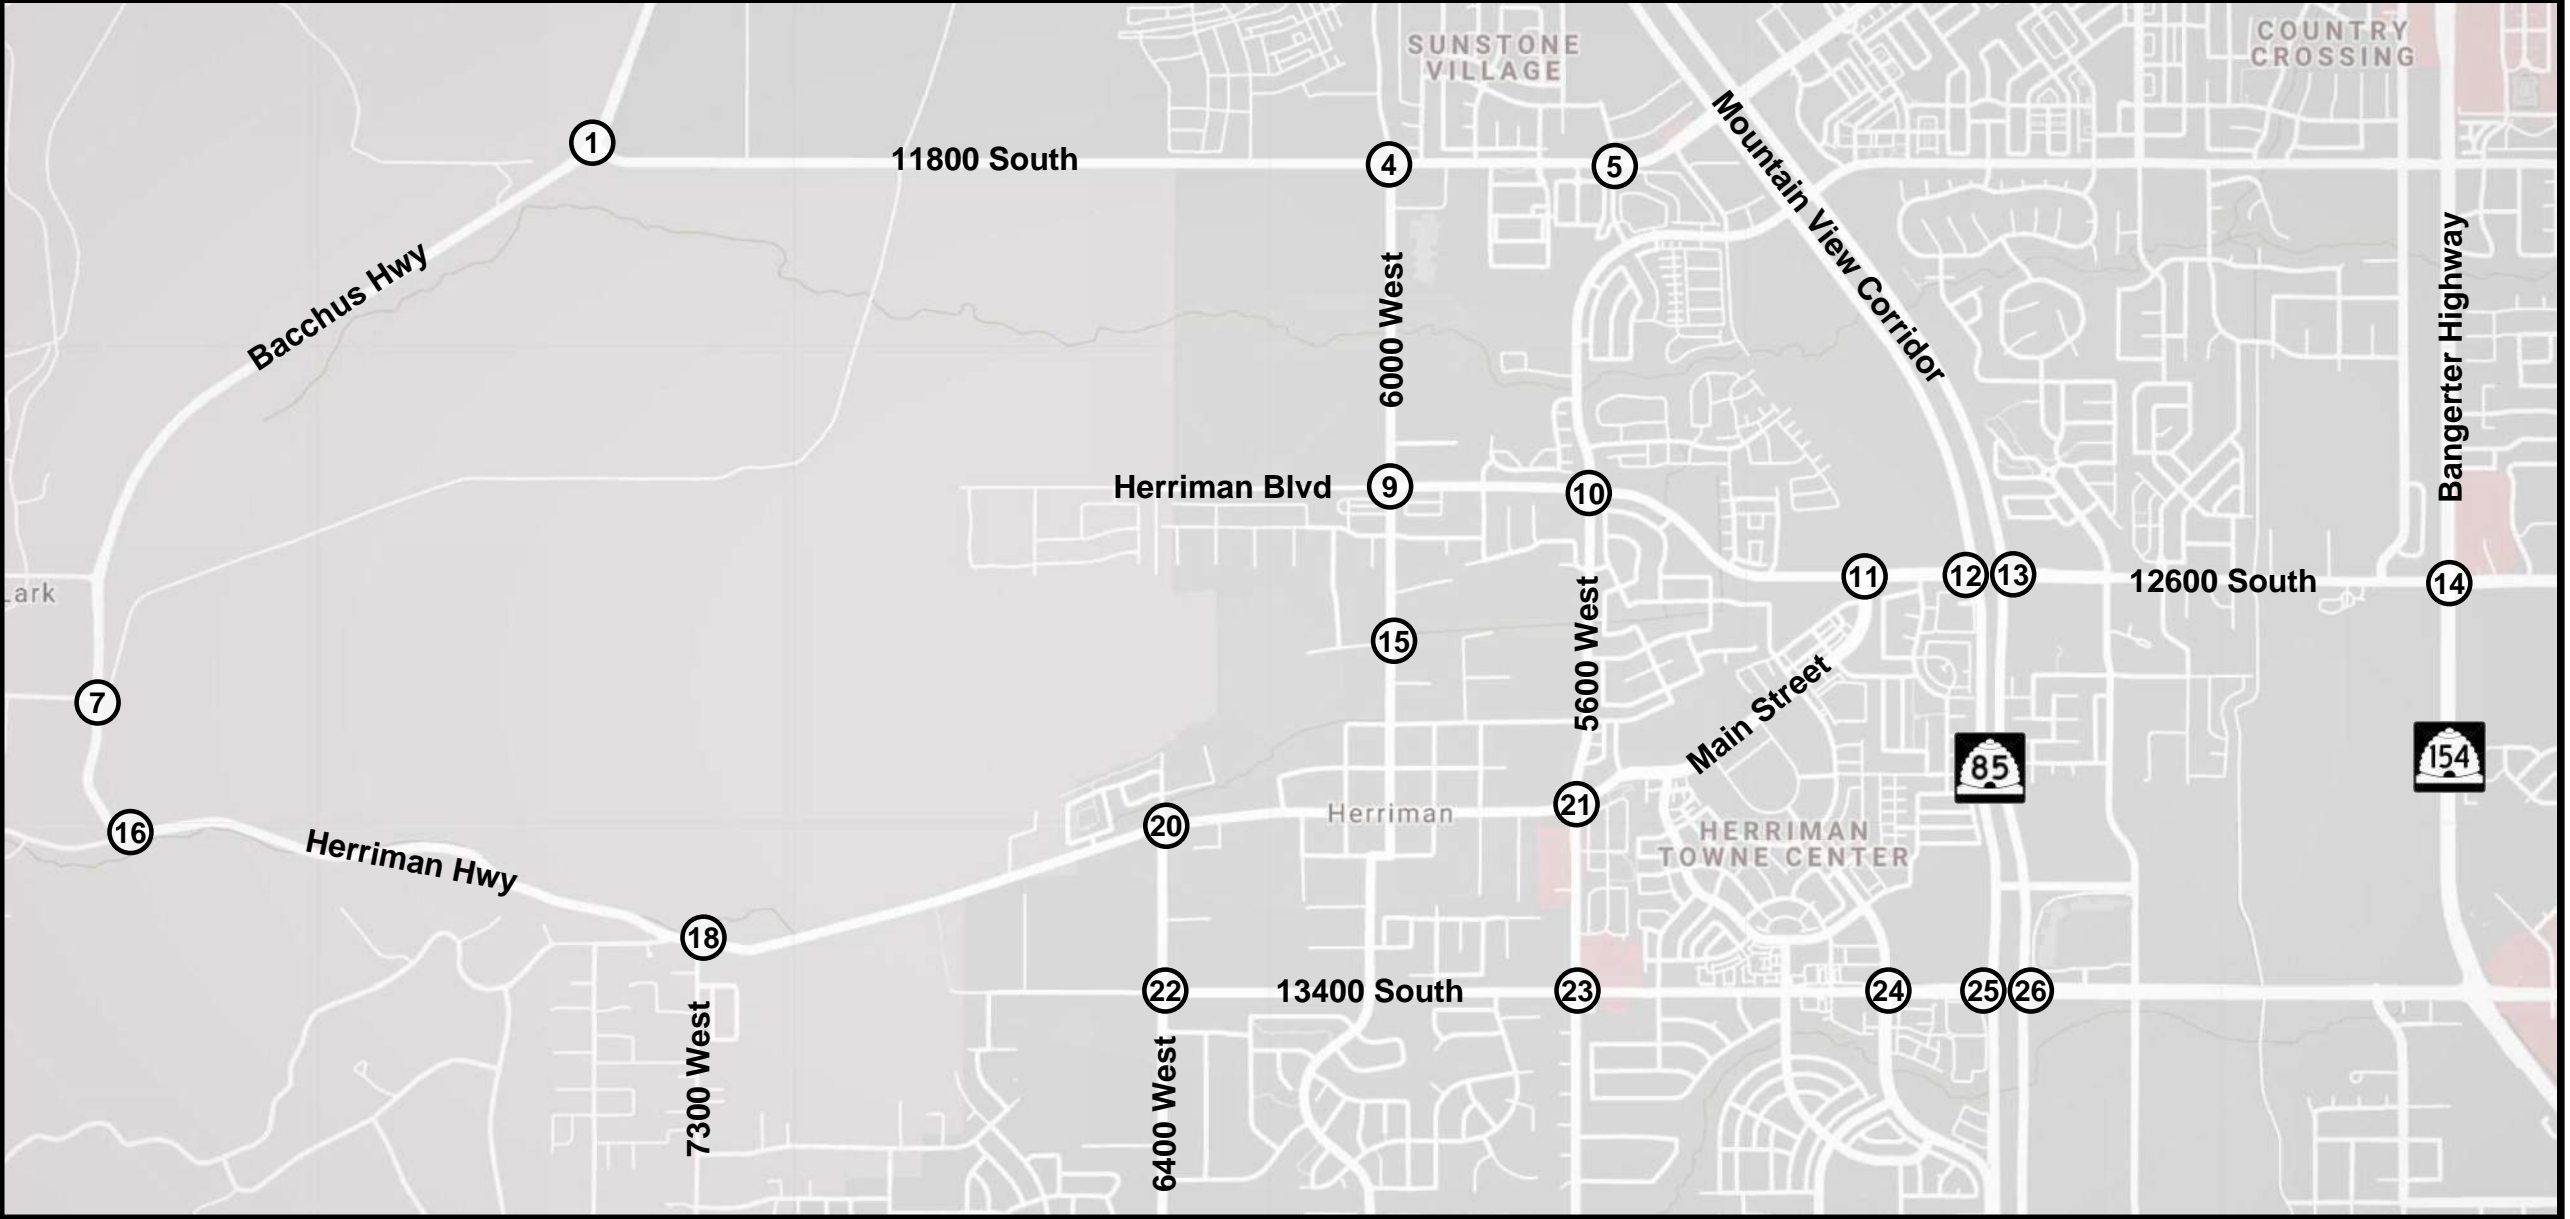 SUNSTONE
VILLAGE
COUNTRY
CROSSING
Mountain View Corridor
1
11800 South
4
5
Bacchus Hwy
6000 West
Bangerter Highway
Herriman Blvd
9
10
11
12
13
12600 South
14
Lark
5600 West
15
Main Street
7
85
154
16
Herriman Hwy
20
Herriman
21
HERRIMAN
TOWNE CENTER
18
22
13400 South
23
24
25
26
7300 West
6400 West